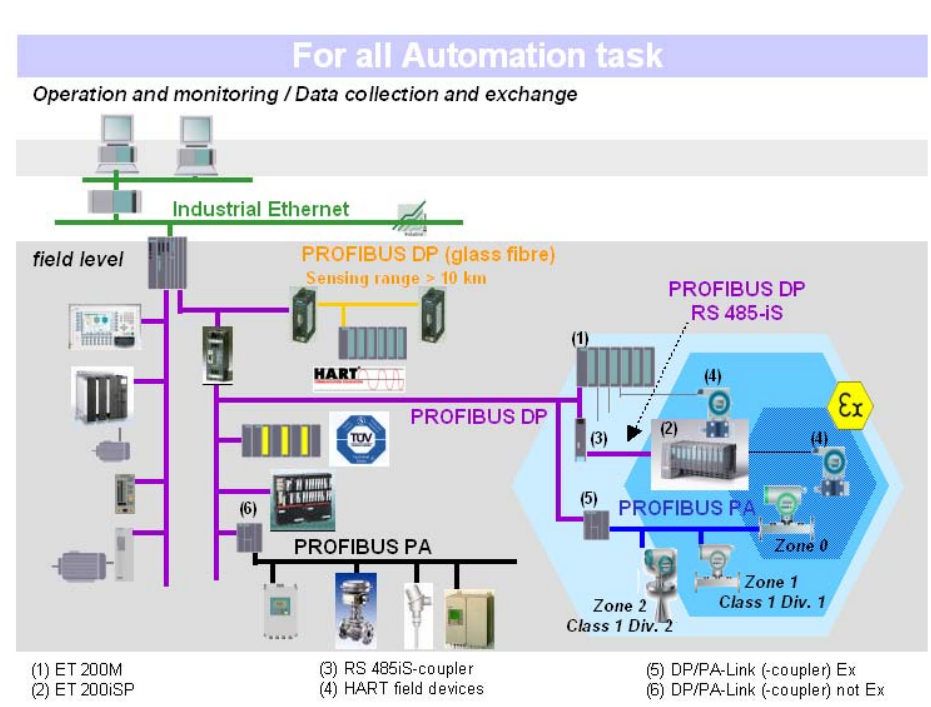 For all Automation task
Operation and monitoring / Data collection and exchange
Industrial Ethernet
field level
PROFIBUS DP (glass fibre)
Sensing range > 10 km
PROFIBUS DP
RS 485-iS
(1)
HART
(4)
εx
PROFIBUS DP
TÜV
(3)
(2)
(4)
(6)
(5)
PROFIBUS PA
PROFIBUS PA
Zone 0
Zone 1
Class 1 Div. 1
Zone 2
Class 1 Div. 2
(1) ET 200M
(2) ET 200iSP
(3) RS 485iS-coupler
(4) HART field devices
(5) DP/PA-Link (-coupler) Ex
(6) DP/PA-Link (-coupler) not Ex